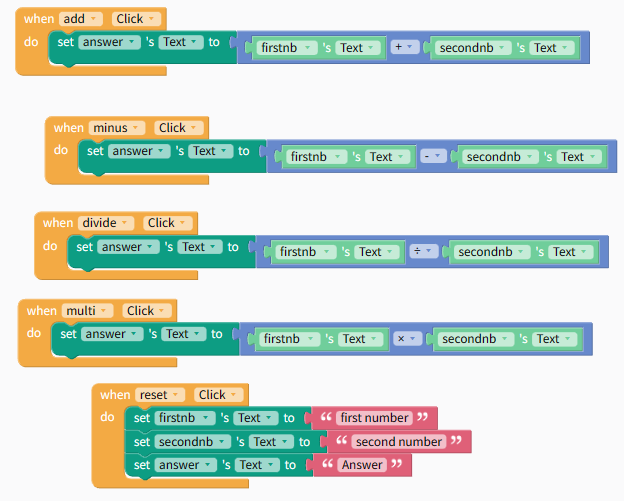 when add Click
do set answer 's Text to firstnb 's Text + secondnb 's Text
when minus Click
do set answer 's Text to firstnb 's Text - secondnb 's Text
when divide Click
do set answer 's Text to firstnb 's Text ÷ secondnb 's Text
when multi Click
do set answer 's Text to firstnb 's Text × secondnb 's Text
when reset Click
do set firstnb 's Text to “ first number ”
set secondnb 's Text to “ second number ”
set answer 's Text to “ Answer ”